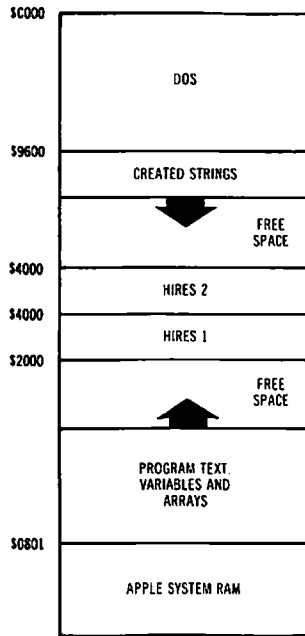 $C000
DOS
$9600
CREATED STRINGS
FREE
SPACE
$4000
HIRES 2
$4000
HIRES 1
$2000
FREE
SPACE
PROGRAM TEXT,
VARIABLES AND
ARRAYS
$0801
APPLE SYSTEM RAM